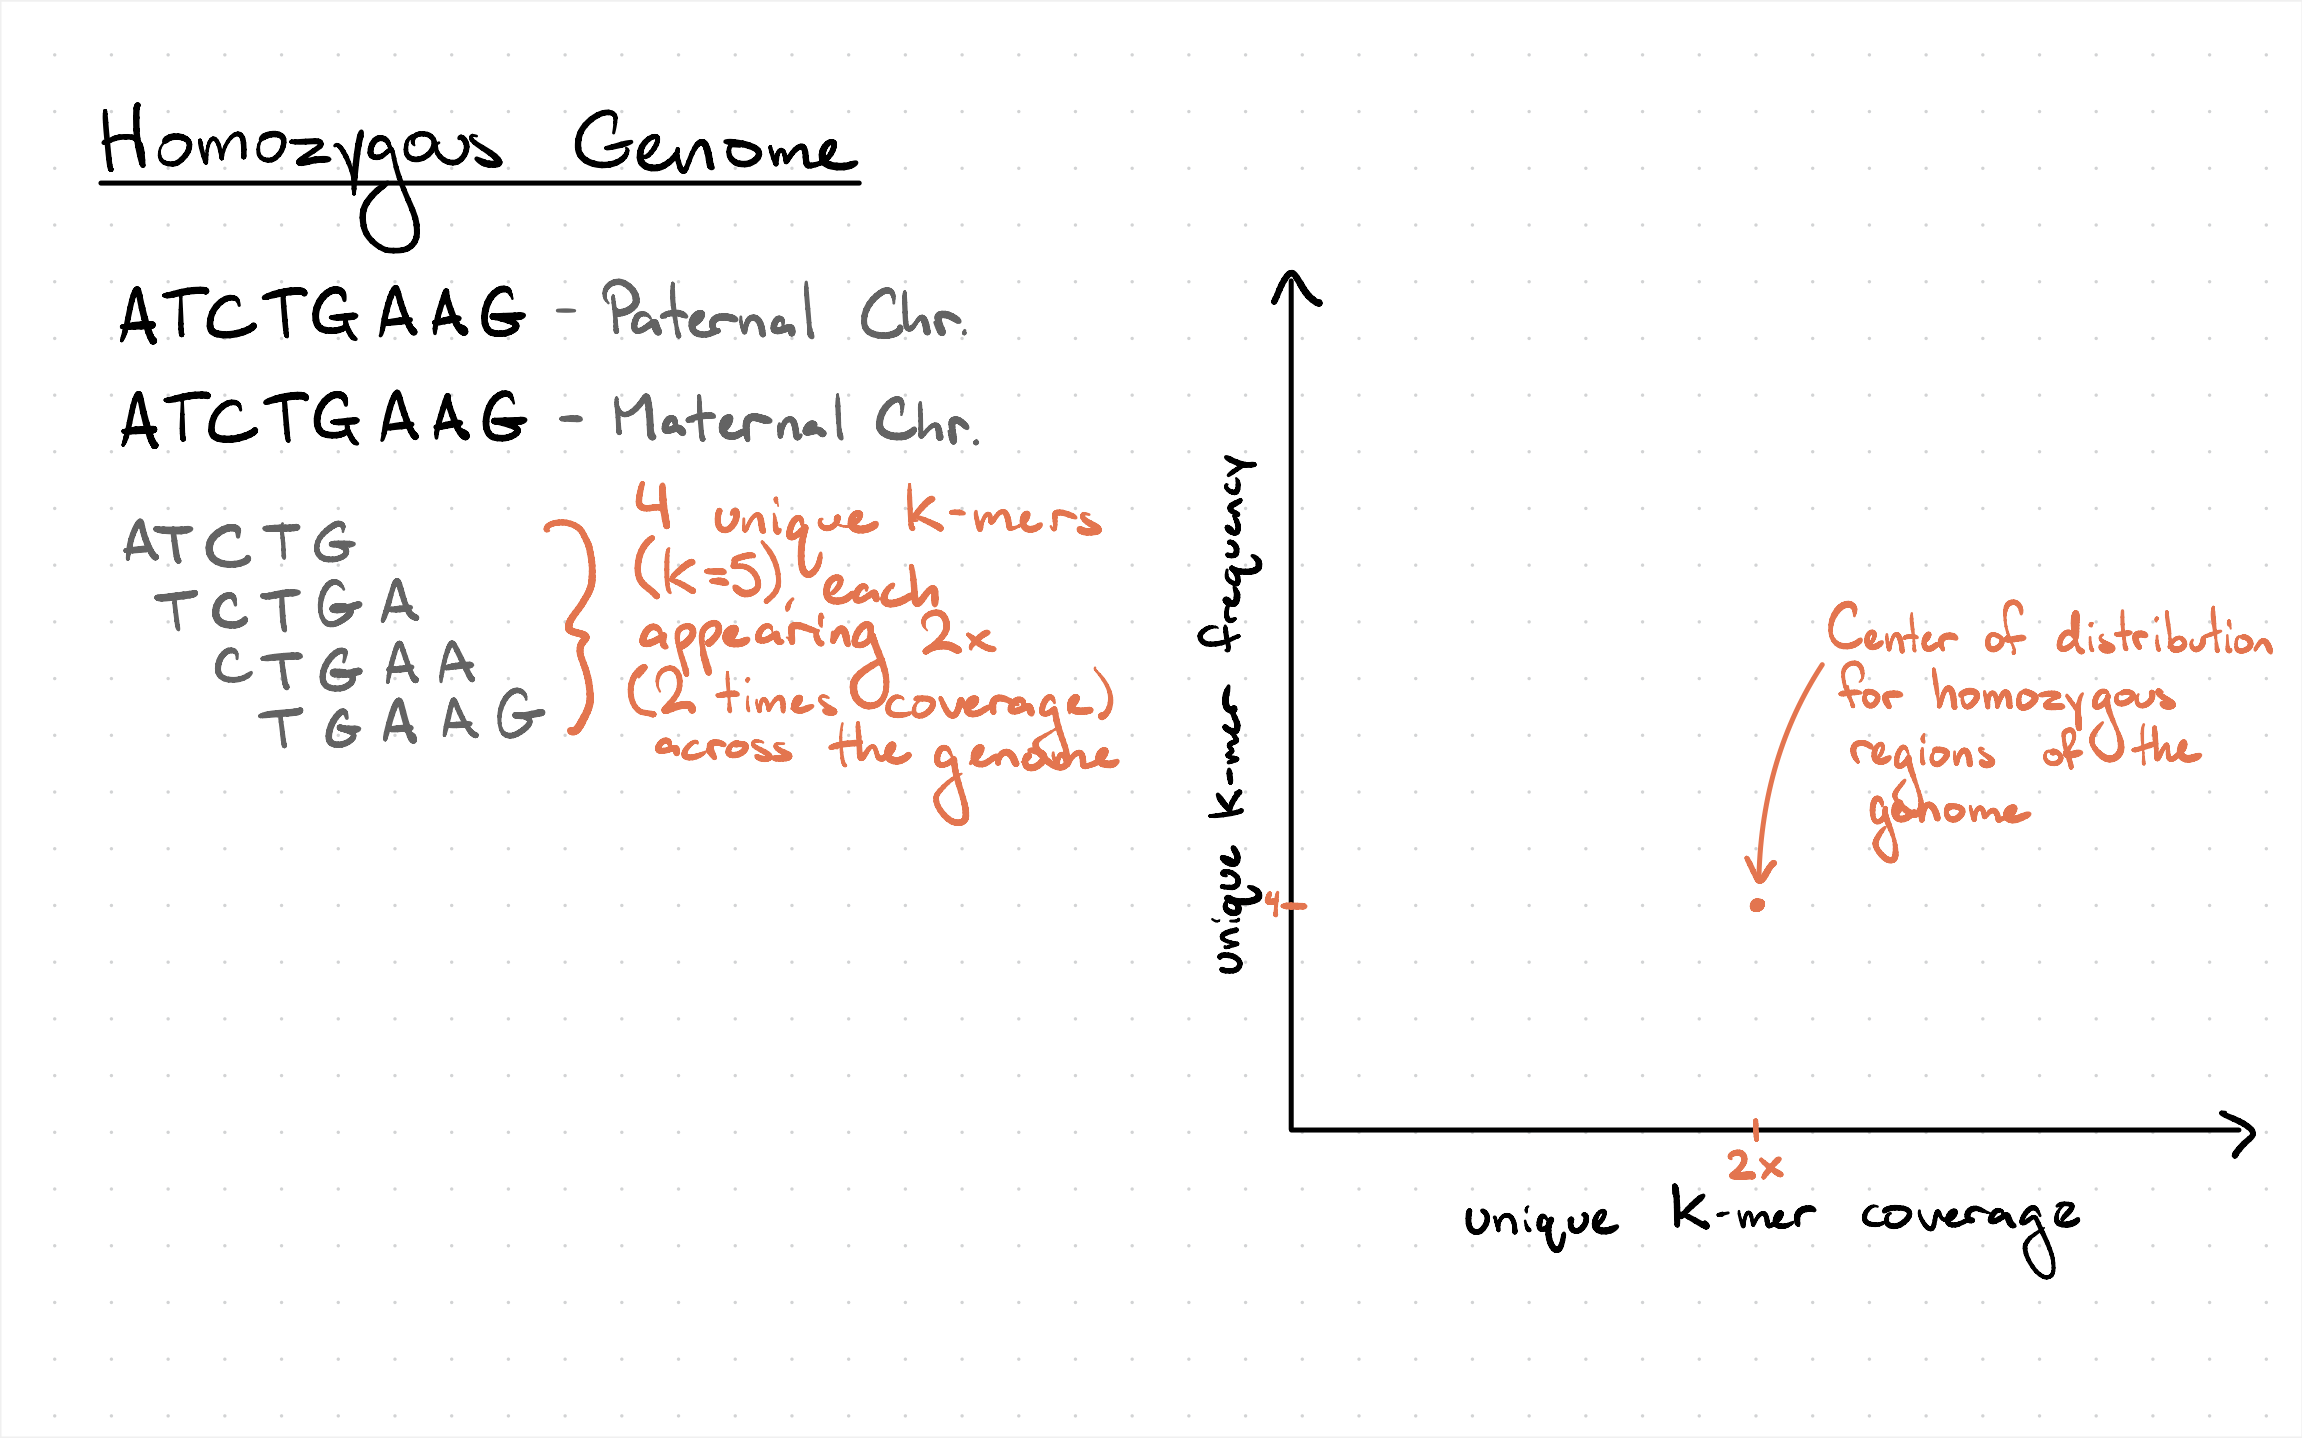 Homozygous Genome
ATCTGAAG - Paternal Chr.
ATCTGAAG - Maternal Chr.
ATCTG
TCTGA
CTGAA
TGAAG
4 unique k-mers
(k=5), each
appearing 2x
(2 times coverage)
across the genome
unique k-mer frequency
4
Center of distribution
for homozygous
regions of the
genome
2x
unique k-mer coverage